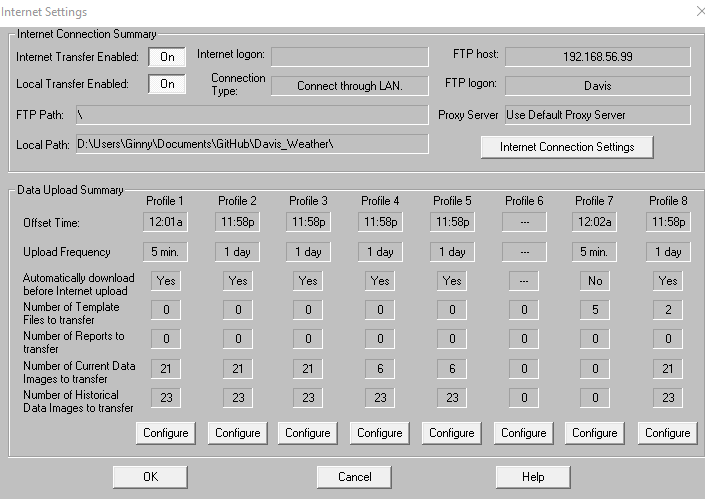 Internet Settings
Internet Connection Summary
Internet Transfer Enabled: On Internet logon: FTP host: 192.168.56.99
Local Transfer Enabled: On Connection Type: Connect through LAN. FTP logon: Davis
FTP Path: \ Proxy Server Use Default Proxy Server
Local Path: D:\Users\Ginny\Documents\GitHub\Davis_Weather\ Internet Connection Settings
Data Upload Summary
Profile 1 Profile 2 Profile 3 Profile 4 Profile 5 Profile 6 Profile 7 Profile 8
Offset Time: 12:01a 11:58p 11:58p 11:58p 11:58p --- 12:02a 11:58p
Upload Frequency 5 min. 1 day 1 day 1 day 1 day --- 5 min. 1 day
Automatically download
before Internet upload Yes Yes Yes Yes Yes --- No Yes
Number of Template
Files to transfer 0 0 0 0 0 0 5 2
Number of Reports to
transfer 0 0 0 0 0 0 0 0
Number of Current Data
Images to transfer 21 21 21 6 6 0 0 21
Number of Historical
Data Images to transfer 23 23 23 23 23 0 0 23
Configure Configure Configure Configure Configure Configure Configure Configure
OK Cancel Help